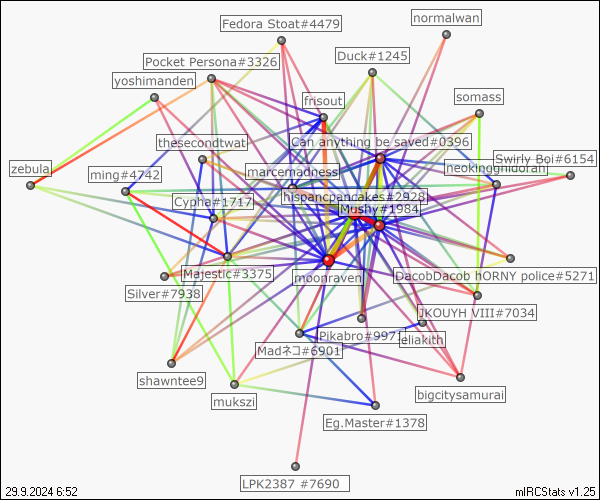 Fedora Stoat#4479
normalwan
Pocket Persona#3326
Duck#1245
yoshimanden
frisout
somass
thesecondtwat
Can anything be saved#0396
zebula
ming#4742
marcemadness
neokingmidorian
Swirly Boi#6154
Cypha#1717
hispancpancakes#2928
Mushy#1984
Majestic#3375
moonraven
DacobDacob hORNY police#5271
Silver#7938
JKOUYH VIII#7034
Madネコ#6901
Pikabro#9971
eliakith
shawntee9
mukszi
bigcitysamurai
Eg.Master#1378
LPK2387 #7690
29.9.2024 6:52
mIRCStats v1.25